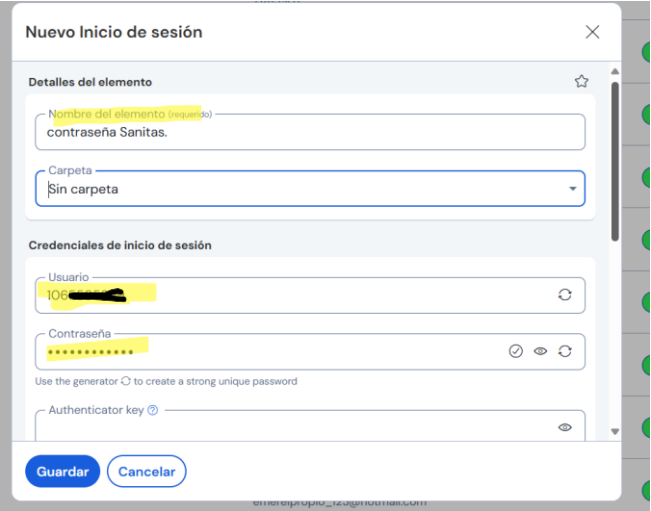 Nuevo Inicio de sesión
Detalles del elemento
Nombre del elemento (requerido)
contraseña Sanitas.
Carpeta
Sin carpeta
Credenciales de inicio de sesión
Usuario
106
Contraseña
••••••••••••
Use the generator to create a strong unique password
Authenticator key
Guardar
Cancelar